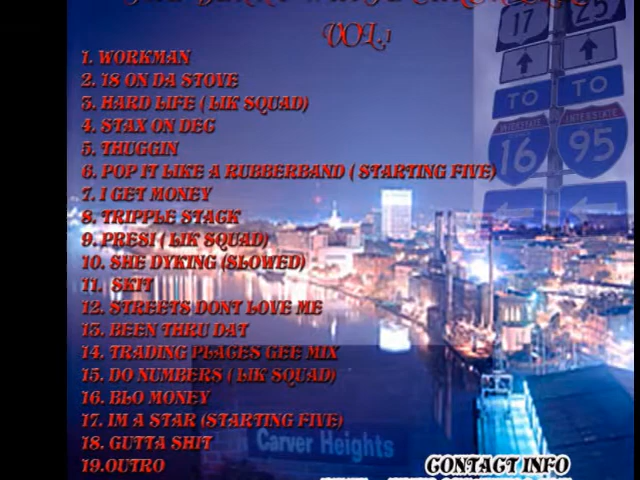 VOL.1
17
25
TO
TO
INTERSTATE
16
INTERSTATE
95
1. WORKMAN
2. 18 ON DA STOVE
3. HARD LIFE ( LIK SQUAD)
4. STAX ON DEC
5. THUGGIN
6. POP IT LIKE A RUBBERBAND ( STARTING FIVE)
7. I GET MONEY
8. TRIPPLE STACK
9. PRESI ( LIK SQUAD)
10. SHE DYKING (SLOWED)
11. SKIT
12. STREETS DONT LOVE ME
13. BEEN THRU DAT
14. TRADING PLACES GEE MIX
15. DO NUMBERS ( LIK SQUAD)
16. BLO MONEY
17. IM A STAR (STARTING FIVE)
18. GUTTA SHIT
19.OUTRO
Carver Heights
CONTACT INFO